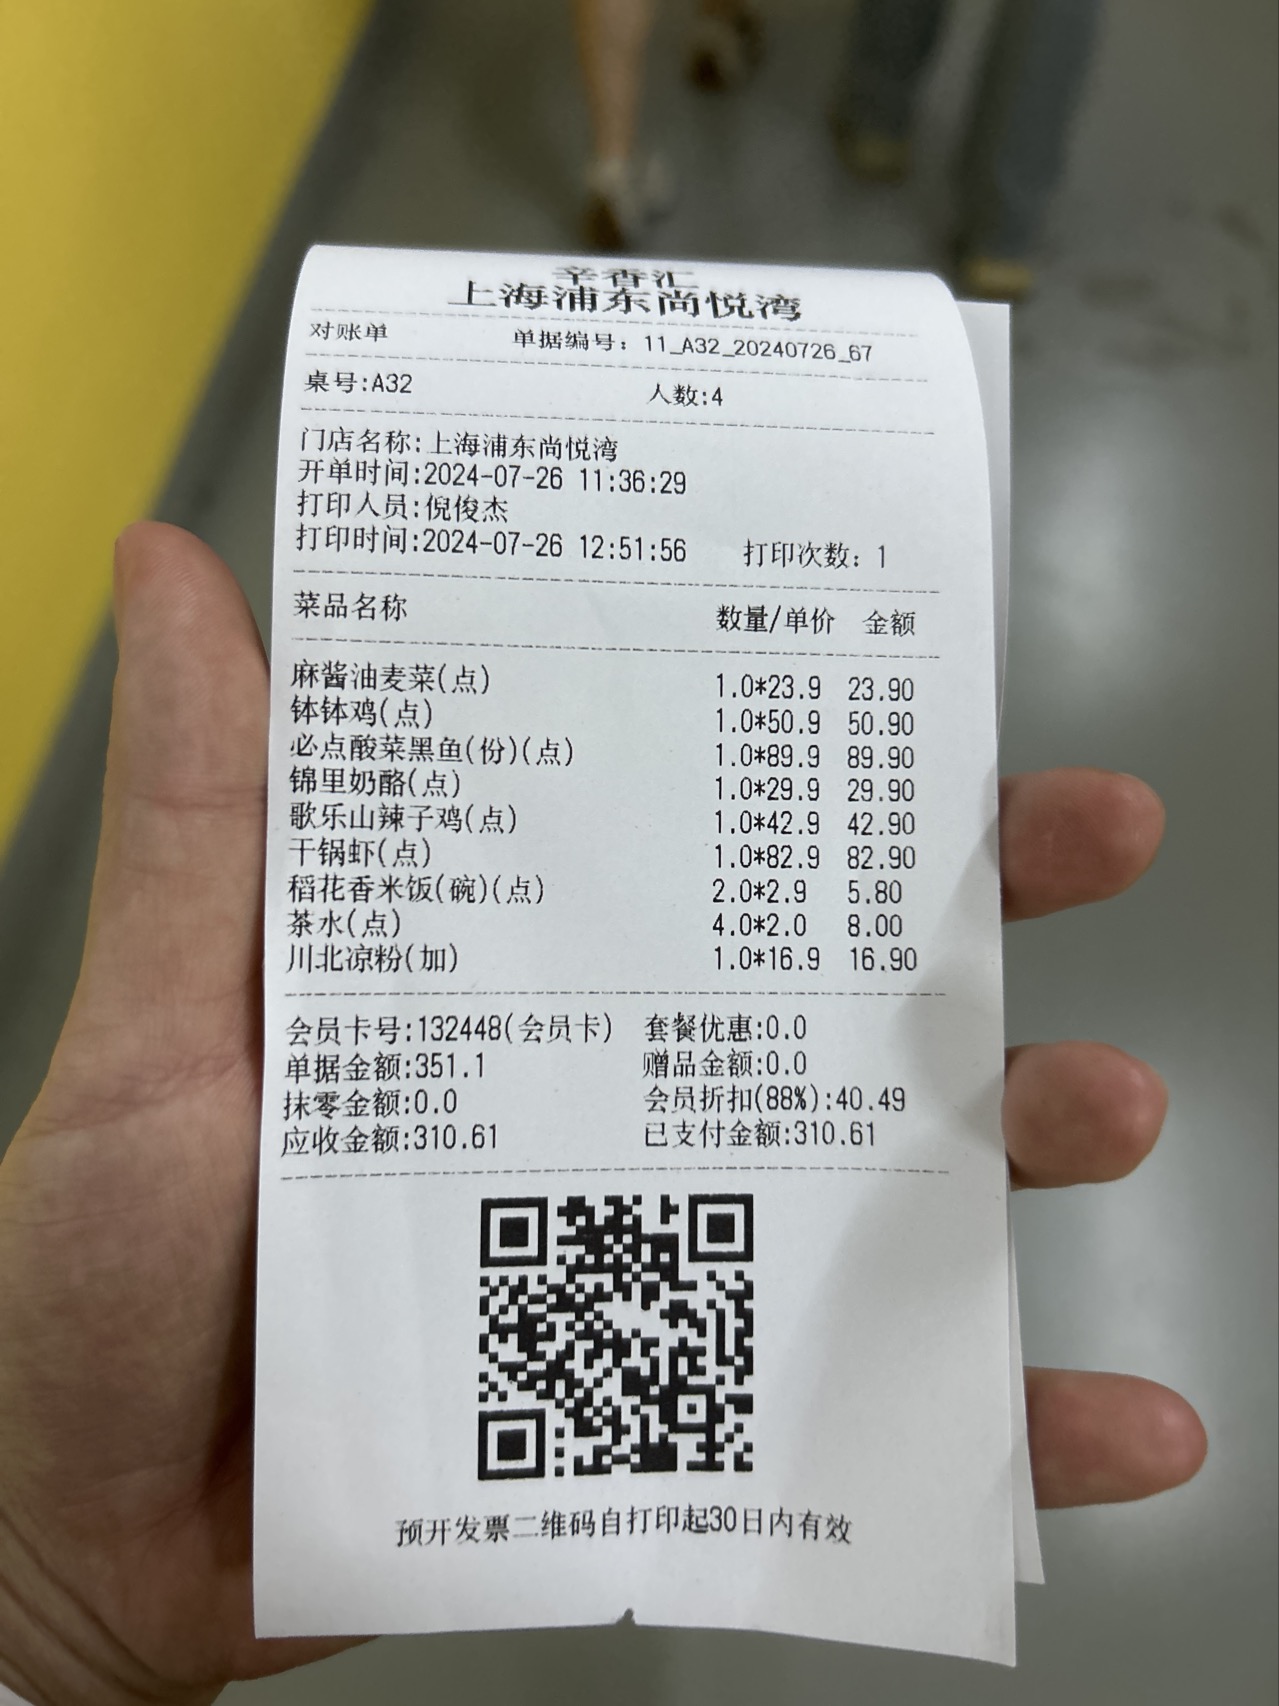 辛香汇
上海浦东尚悦湾
对账单 单据编号：11_A32_20240726_67
桌号:A32 人数:4
门店名称:上海浦东尚悦湾
开单时间:2024-07-26 11:36:29
打印人员:倪俊杰
打印时间:2024-07-26 12:51:56 打印次数：1
菜品名称 数量/单价 金额
麻酱油麦菜(点) 1.0*23.9 23.90
钵钵鸡(点) 1.0*50.9 50.90
必点酸菜黑鱼(份)(点) 1.0*89.9 89.90
锦里奶酪(点) 1.0*29.9 29.90
歌乐山辣子鸡(点) 1.0*42.9 42.90
干锅虾(点) 1.0*82.9 82.90
稻花香米饭(碗)(点) 2.0*2.9 5.80
茶水(点) 4.0*2.0 8.00
川北凉粉(加) 1.0*16.9 16.90
会员卡号:132448(会员卡) 套餐优惠:0.0
单据金额:351.1 赠品金额:0.0
抹零金额:0.0 会员折扣(88%):40.49
应收金额:310.61 已支付金额:310.61
预开发票二维码自打印起30日内有效